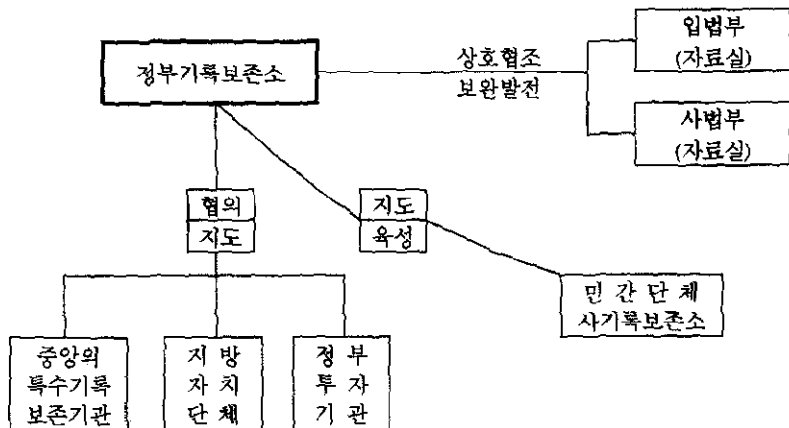 정부기록보존소
상호협조
보완발전
입법부
(자료실)
사법부
(자료실)
협의
지도
지도
육성
민 간 단 체
사기록보존소
중앙의
특수기록
보존기관
지 방
자 치
단 체
정 부
투 자
기 관